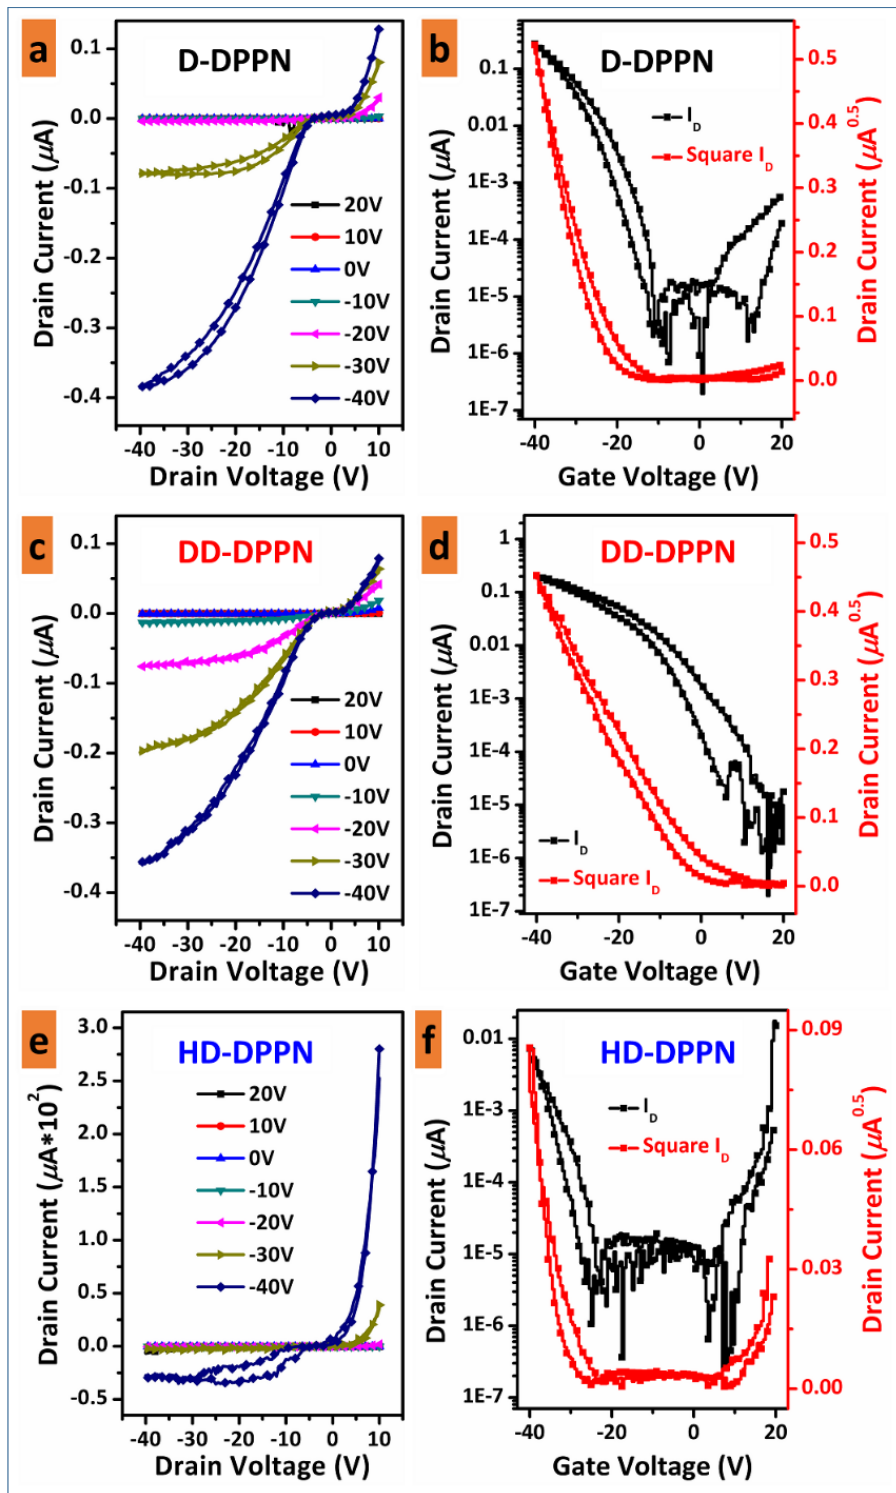 a
D-DPPN
0.1
0.0
-0.1
-0.2
-0.3
-0.4
Drain Current (μA)
20V
10V
0V
-10V
-20V
-30V
-40V
-40 -30 -20 -10 0 10
Drain Voltage (V)
b
D-DPPN
0.1
0.01
1E-3
1E-4
1E-5
1E-6
1E-7
Drain Current (μA)
I_D
Square I_D
0.5
0.4
0.3
0.2
0.1
0.0
Drain Current (μA^0.5)
-40 -20 0 20
Gate Voltage (V)
c
DD-DPPN
0.1
0.0
-0.1
-0.2
-0.3
-0.4
Drain Current (μA)
20V
10V
0V
-10V
-20V
-30V
-40V
-40 -30 -20 -10 0 10
Drain Voltage (V)
d
DD-DPPN
1
0.1
0.01
1E-3
1E-4
1E-5
1E-6
1E-7
Drain Current (μA)
I_D
Square I_D
0.5
0.4
0.3
0.2
0.1
0.0
Drain Current (μA^0.5)
-40 -20 0 20
Gate Voltage (V)
e
HD-DPPN
3.0
2.5
2.0
1.5
1.0
0.5
0.0
-0.5
Drain Current (μA*10^2)
20V
10V
0V
-10V
-20V
-30V
-40V
-40 -30 -20 -10 0 10
Drain Voltage (V)
f
HD-DPPN
0.01
1E-3
1E-4
1E-5
1E-6
1E-7
Drain Current (μA)
I_D
Square I_D
0.09
0.06
0.03
0.00
Drain Current (μA^0.5)
-40 -20 0 20
Gate Voltage (V)